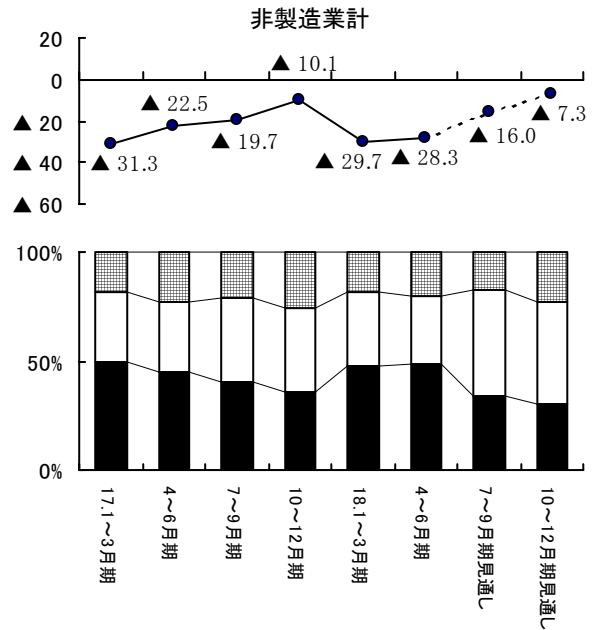 非製造業計
20
0
▲ 20
▲ 40
▲ 60
▲ 31.3
▲ 22.5
▲ 19.7
▲ 10.1
▲ 29.7
▲ 28.3
▲ 16.0
▲ 7.3
100%
50%
0%
17.1～3月期
4～6月期
7～9月期
10～12月期
18.1～3月期
4～6月期
7～9月期見通し
10～12月期見通し